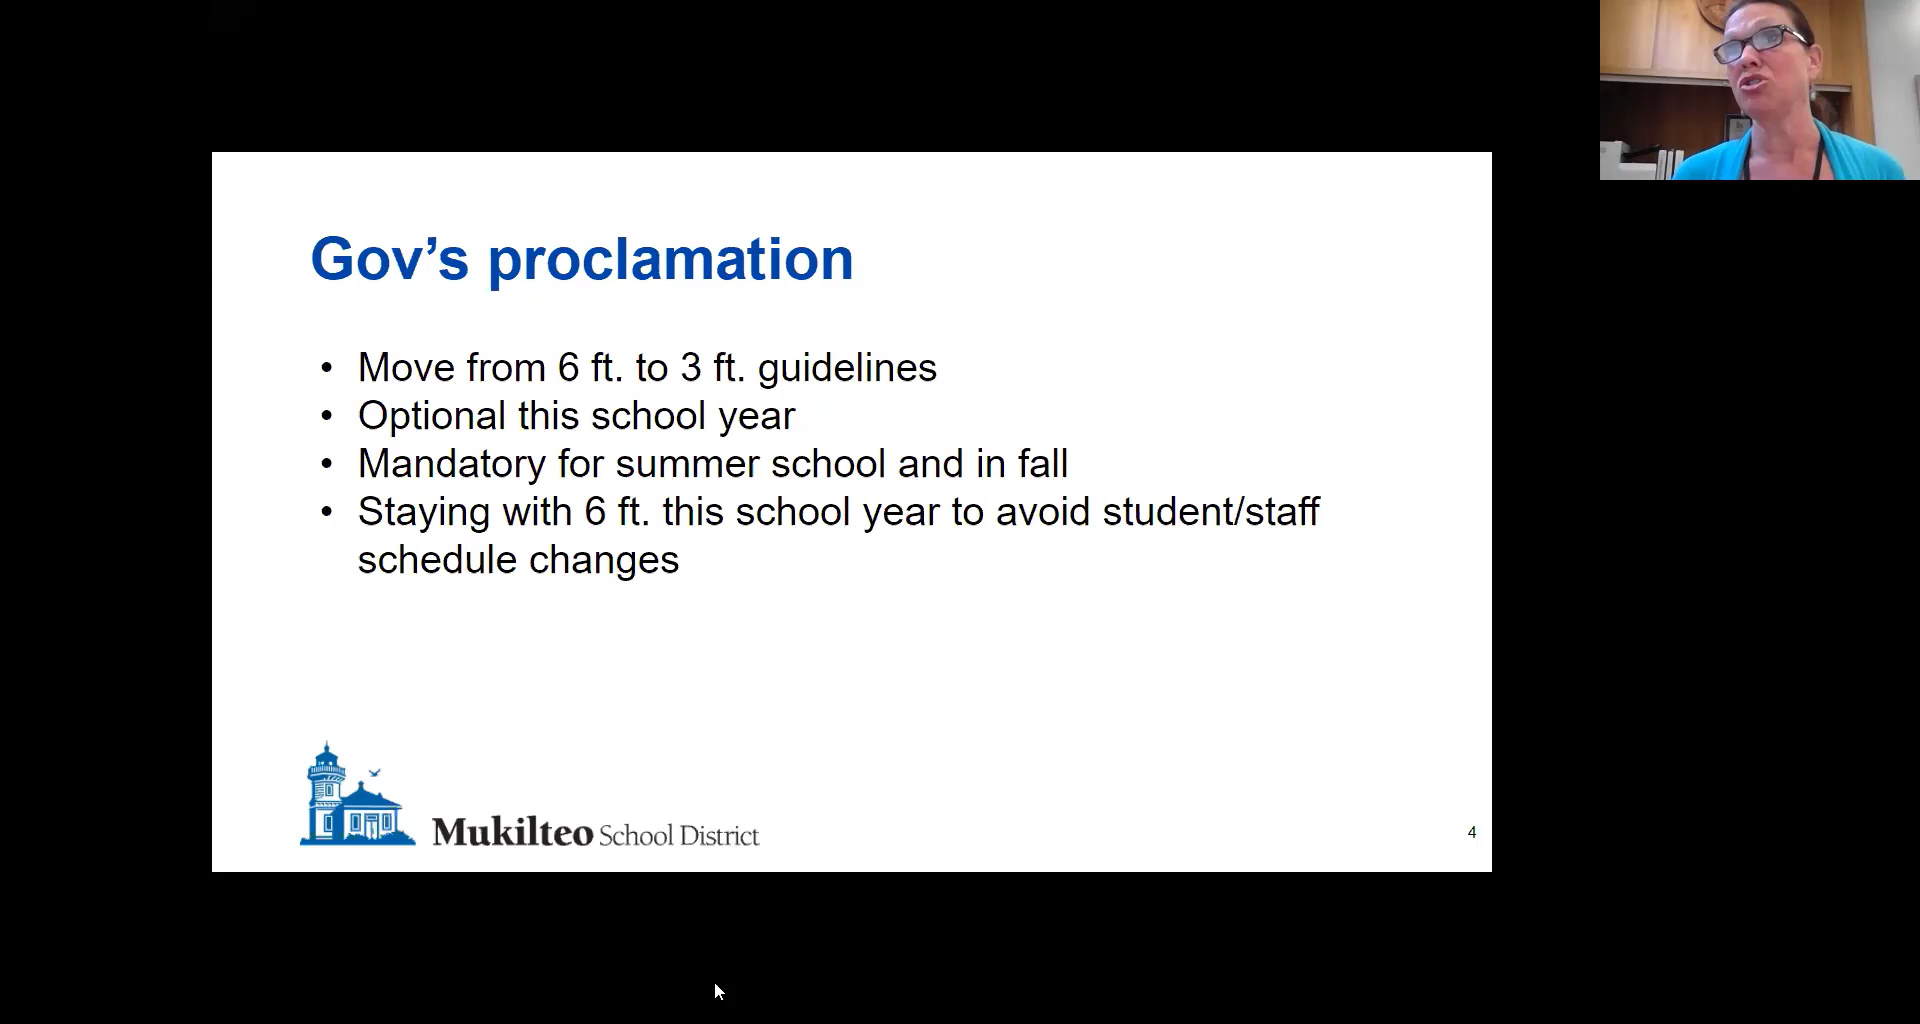 Gov’s proclamation
• Move from 6 ft. to 3 ft. guidelines
• Optional this school year
• Mandatory for summer school and in fall
• Staying with 6 ft. this school year to avoid student/staff
schedule changes
Mukilteo School District
4